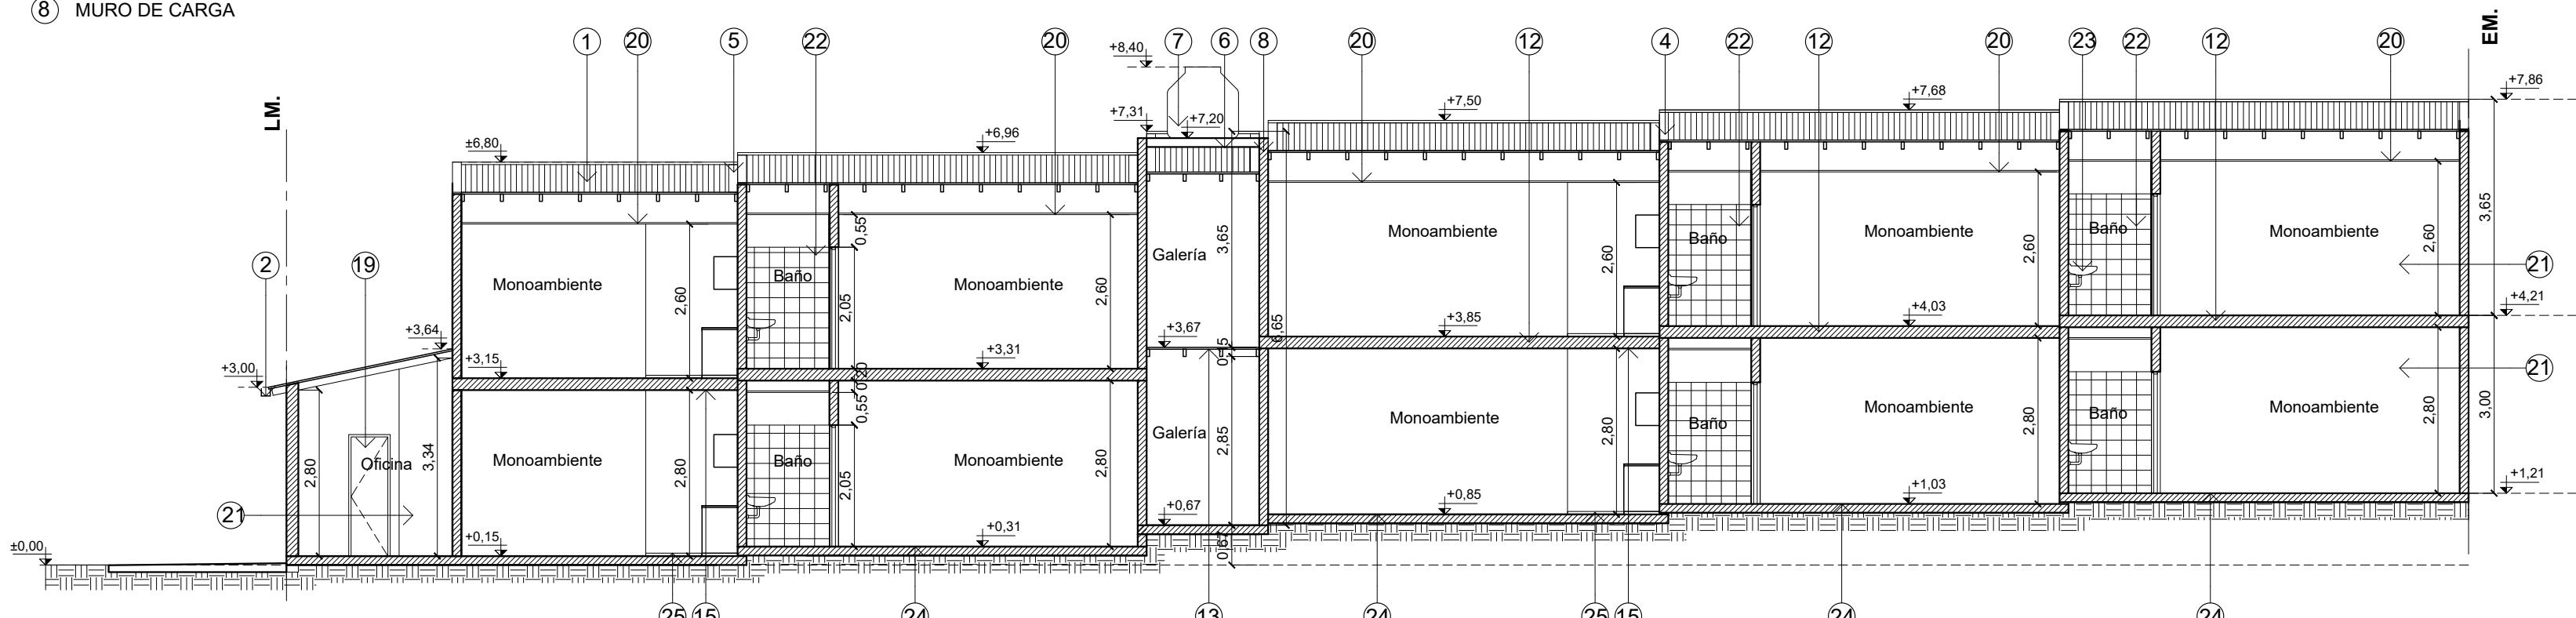 8 MURO DE CARGA
1 20 5 22 20 7 6 8 20 12 4 22 12 20 23 22 12 20
LM.
EM.
+8,40
+7,86
+7,68
+7,50
+7,31
+7,20
+6,96
±6,80
2 19
0,55
3,65
3,65
Monoambiente Baño Monoambiente Galería Monoambiente Baño Monoambiente Baño Monoambiente
2,60 2,05 2,60 2,60 2,60 2,60
21
+3,64 +3,15 +3,31 +3,67 +3,85 +4,03 +4,21
+3,00
6,65
0,15
0,20
0,55
21
Oficina Monoambiente Baño Monoambiente Galería Monoambiente Baño Monoambiente Baño Monoambiente
2,80 3,34 2,80 2,05 2,80 2,85 2,80 2,80 2,80 3,00
21
±0,00 +0,15 +0,31 +0,67 +0,85 +1,03 +1,21
25 15 24 13 24 25 15 24 24